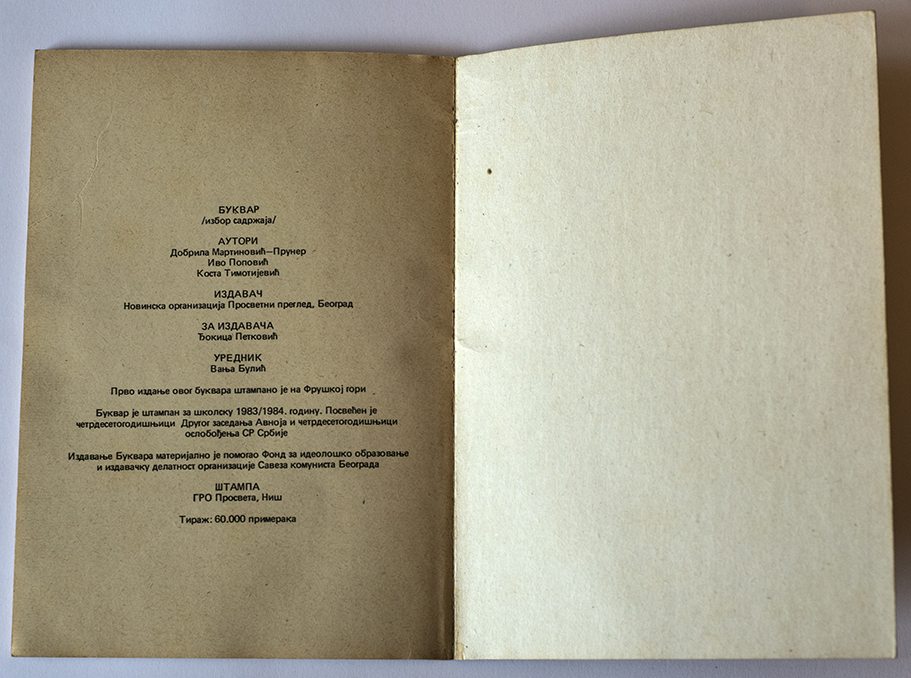 БУКВАР
/избор садржаја/
АУТОРИ
Добрила Мартиновић—Прунер
Иво Поповић
Коста Тимотијевић
ИЗДАВАЧ
Новинска организација Просветни преглед, Београд
ЗА ИЗДАВАЧА
Ђокица Петковић
УРЕДНИК
Вања Булић
Прво издање овог буквара штампано је на Фрушкој гори
Буквар је штампан за школску 1983/1984. годину. Посвећен је
четрдесетогодишњици Другог заседања Авноја и четрдесетогодишњици
ослобођења СР Србије
Издавање Буквара материјално је помогао Фонд за идеолошко образовање
и издавачку делатност организације Савеза комуниста Београда
ШТАМПА
ГРО Просвета, Ниш
Тираж: 60.000 примерака